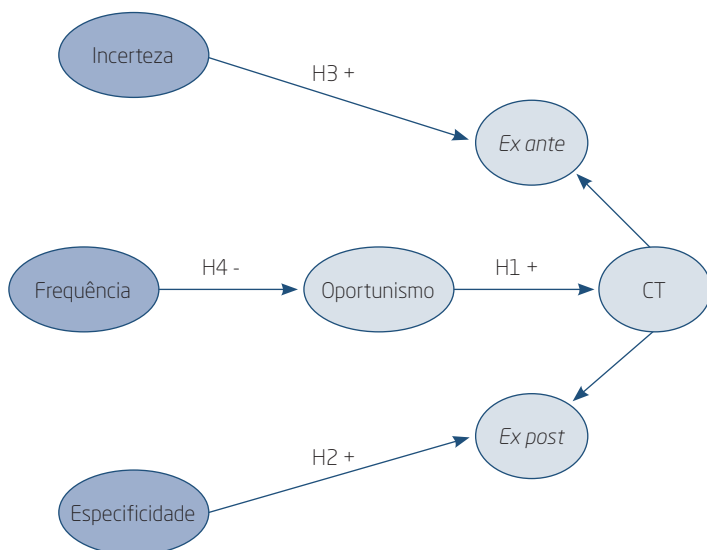 Incerteza
H3 +
Ex ante
Frequência
H4 -
Oportunismo
H1 +
CT
Ex post
H2 +
Especificidade